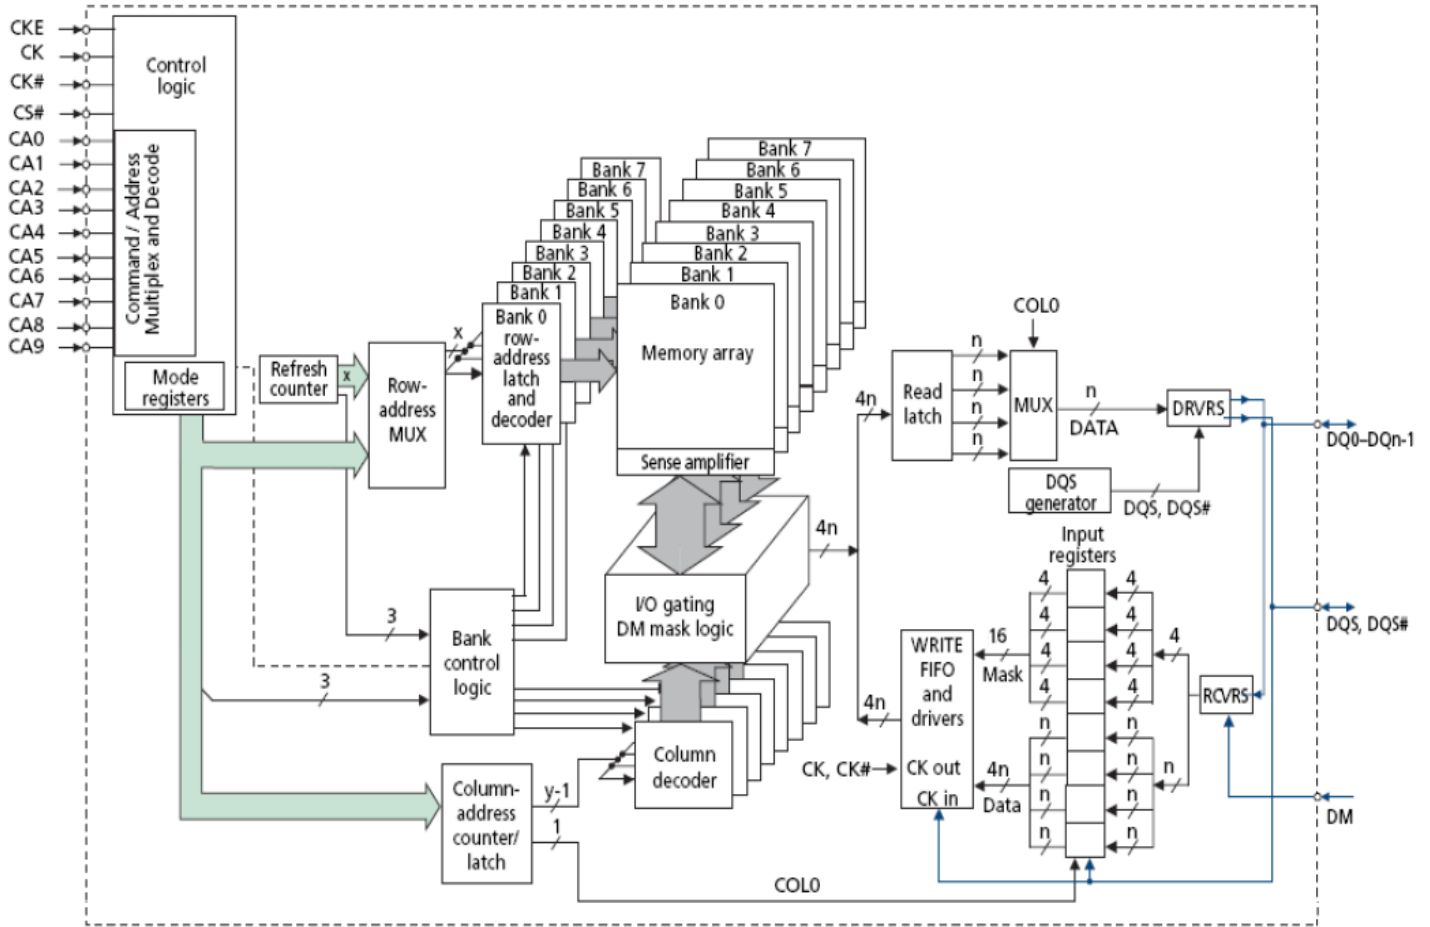 CKE
CK
CK#
CS#
CA0
CA1
CA2
CA3
CA4
CA5
CA6
CA7
CA8
CA9
Control
logic
Command / Address
Multiplex and Decode
Mode
registers
Refresh
counter
x
Row-
address
MUX
x
3
3
Bank 7
Bank 6
Bank 5
Bank 4
Bank 3
Bank 2
Bank 1
Bank 0
row-
address
latch
and
decoder
Bank
control
logic
Column-
address
counter/
latch
y-1
1
Bank 7
Bank 6
Bank 5
Bank 4
Bank 3
Bank 2
Bank 1
Bank 0
Memory array
Sense amplifier
I/O gating
DM mask logic
Column
decoder
COL0
4n
4n
4n
Read
latch
n
n
n
n
COL0
MUX
n
DATA
DRVRS
DQS
generator
DQS, DQS#
Input
registers
WRITE
FIFO
and
drivers
CK out
CK in
CK, CK#
16
Mask
4n
Data
4
4
4
4
n
n
n
n
4
4
4
4
n
n
n
n
4
n
RCVRS
DQ0–DQn-1
DQS, DQS#
DM